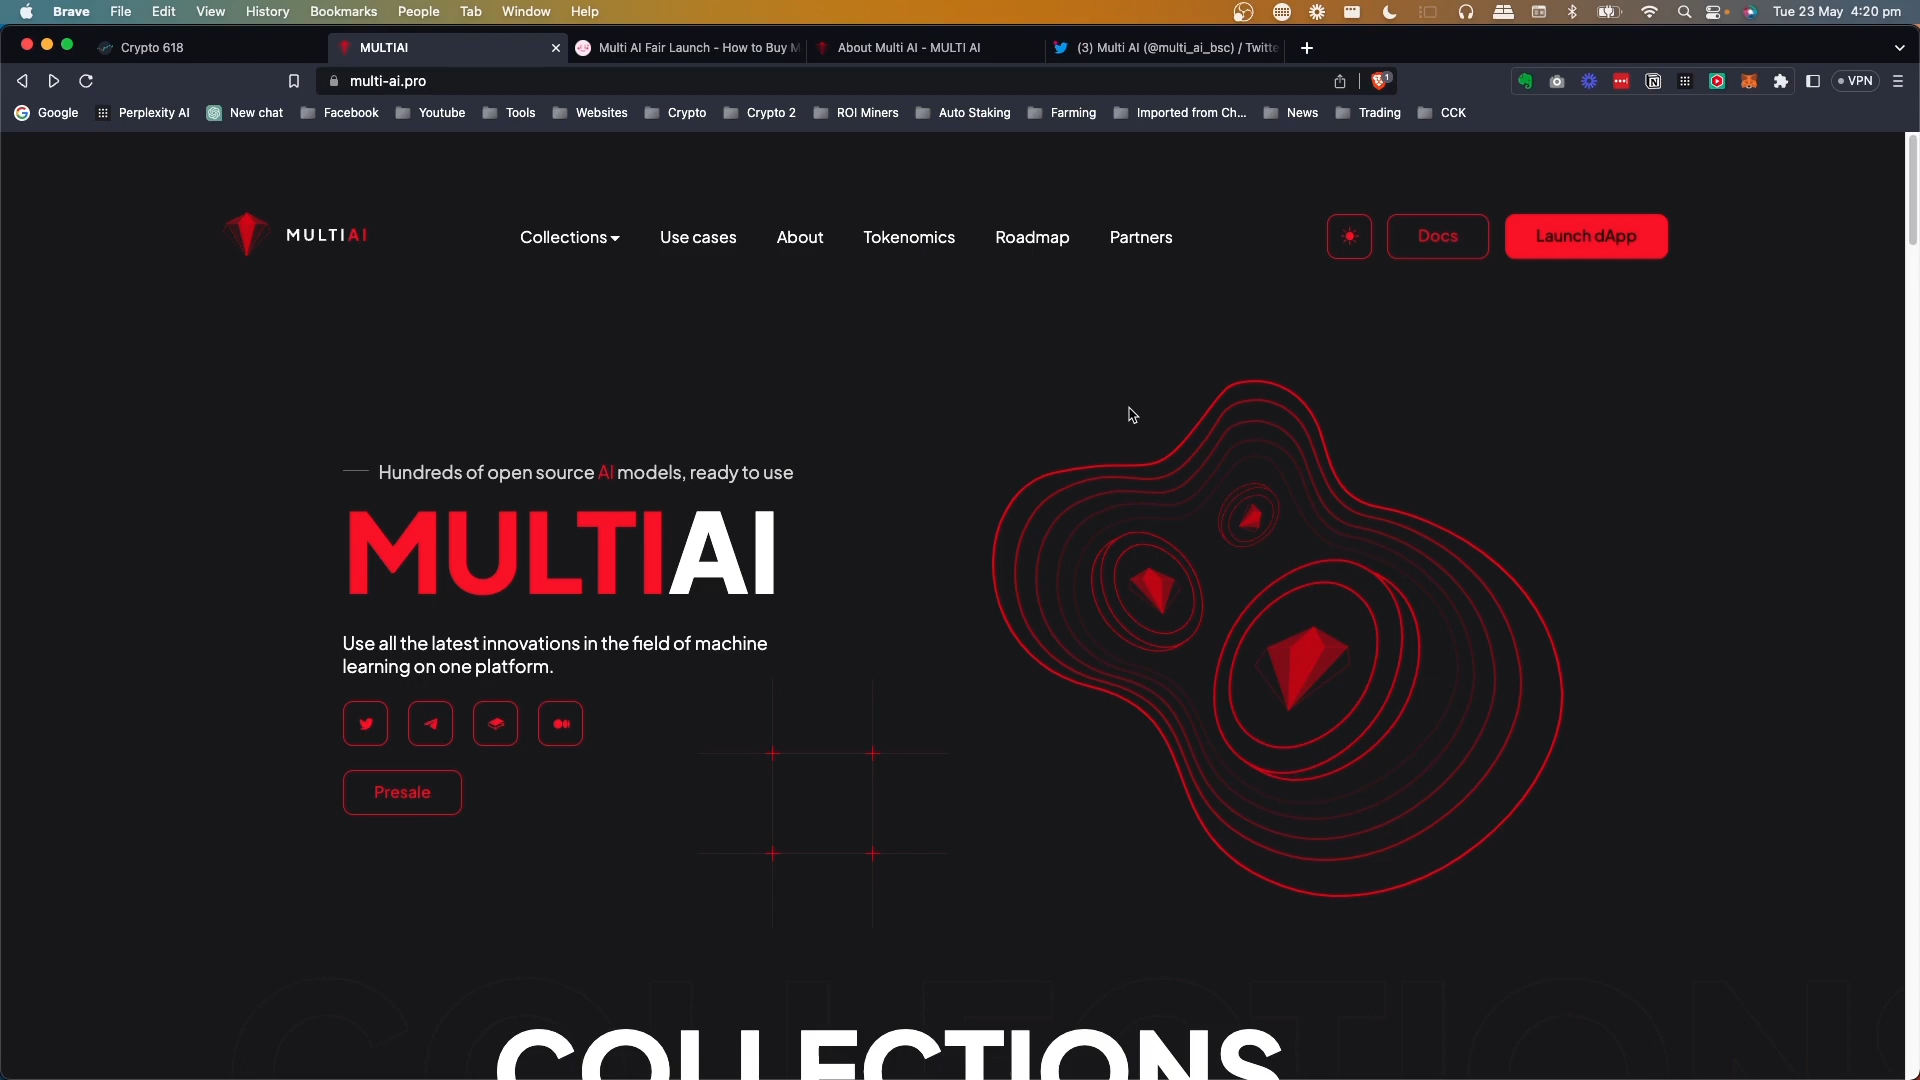 Brave File Edit View History Bookmarks People Tab Window Help Tue 23 May 4:20 pm
Crypto 618 MULTIAI Multi AI Fair Launch - How to Buy M About Multi AI - MULTI AI (3) Multi AI (@multi_ai_bsc) / Twitte
multi-ai.pro 1 VPN
Google Perplexity AI New chat Facebook Youtube Tools Websites Crypto Crypto 2 ROI Miners Auto Staking Farming Imported from Ch... News Trading CCK
MULTIAI Collections Use cases About Tokenomics Roadmap Partners Docs Launch dApp
Hundreds of open source AI models, ready to use
MULTIAI
Use all the latest innovations in the field of machine
learning on one platform.
Presale
COLLECTIONS
COLLECTIONS